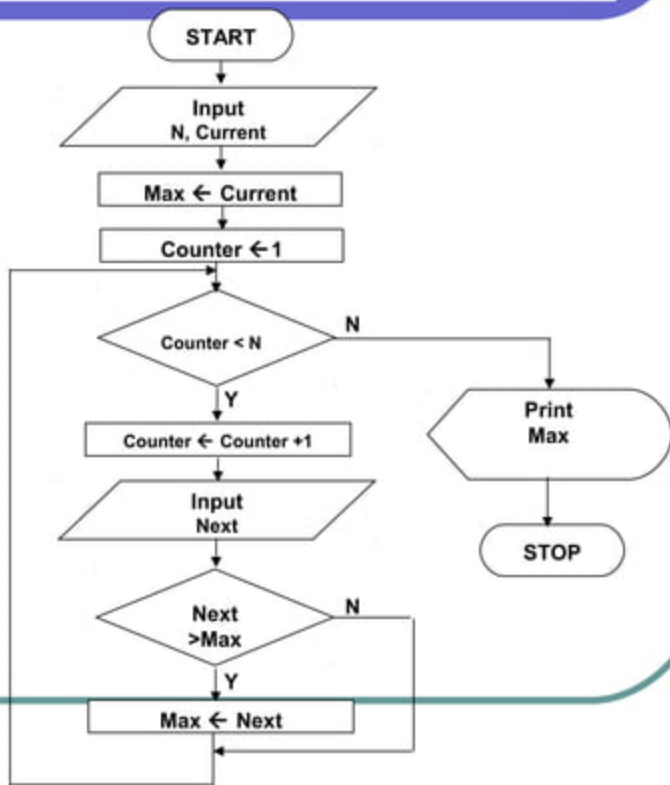 START
Input
N, Current
Max ← Current
Counter ←1
Counter < N
N
Y
Counter ← Counter +1
Input
Next
Next
>Max
N
Y
Max ← Next
Print
Max
STOP